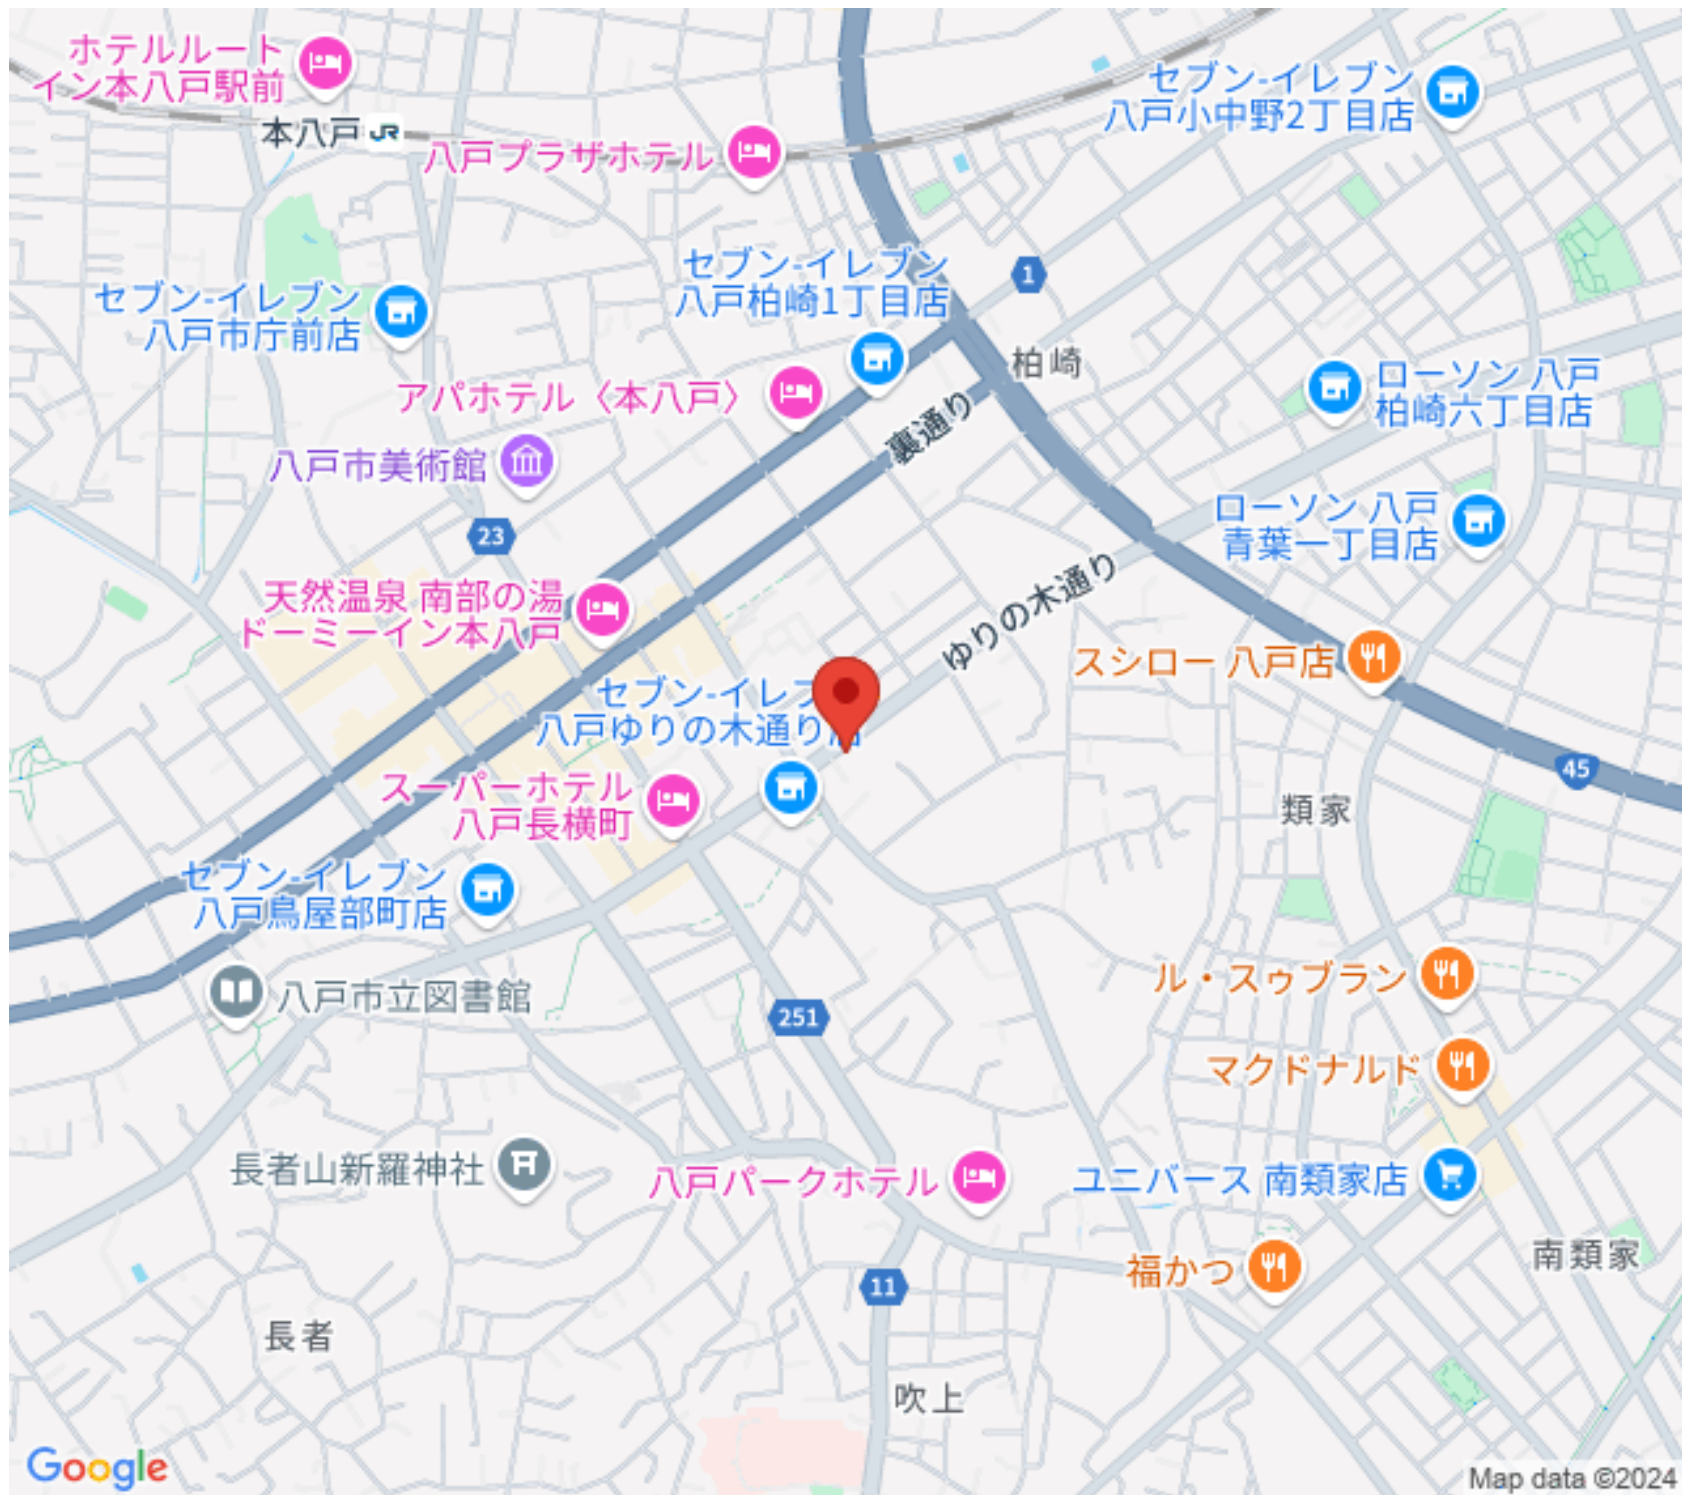 ホテルルート
イン本八戸駅前
本八戸
JR
八戸プラザホテル
セブン-イレブン
八戸小中野2丁目店
セブン-イレブン
八戸柏崎1丁目店
1
セブン-イレブン
八戸市庁前店
柏崎
ローソン 八戸
柏崎六丁目店
アパホテル〈本八戸〉
裏通り
八戸市美術館
23
ローソン 八戸
青葉一丁目店
天然温泉 南部の湯
ドーミーイン本八戸
ゆりの木通り
スシロー 八戸店
セブン-イレブ
八戸ゆりの木通り店
45
スーパーホテル
八戸長横町
類家
セブン-イレブン
八戸鳥屋部町店
八戸市立図書館
251
ル・スゥブラン
マクドナルド
長者山新羅神社
八戸パークホテル
ユニバース 南類家店
福かつ
南類家
11
長者
吹上
Google
Map data ©2024